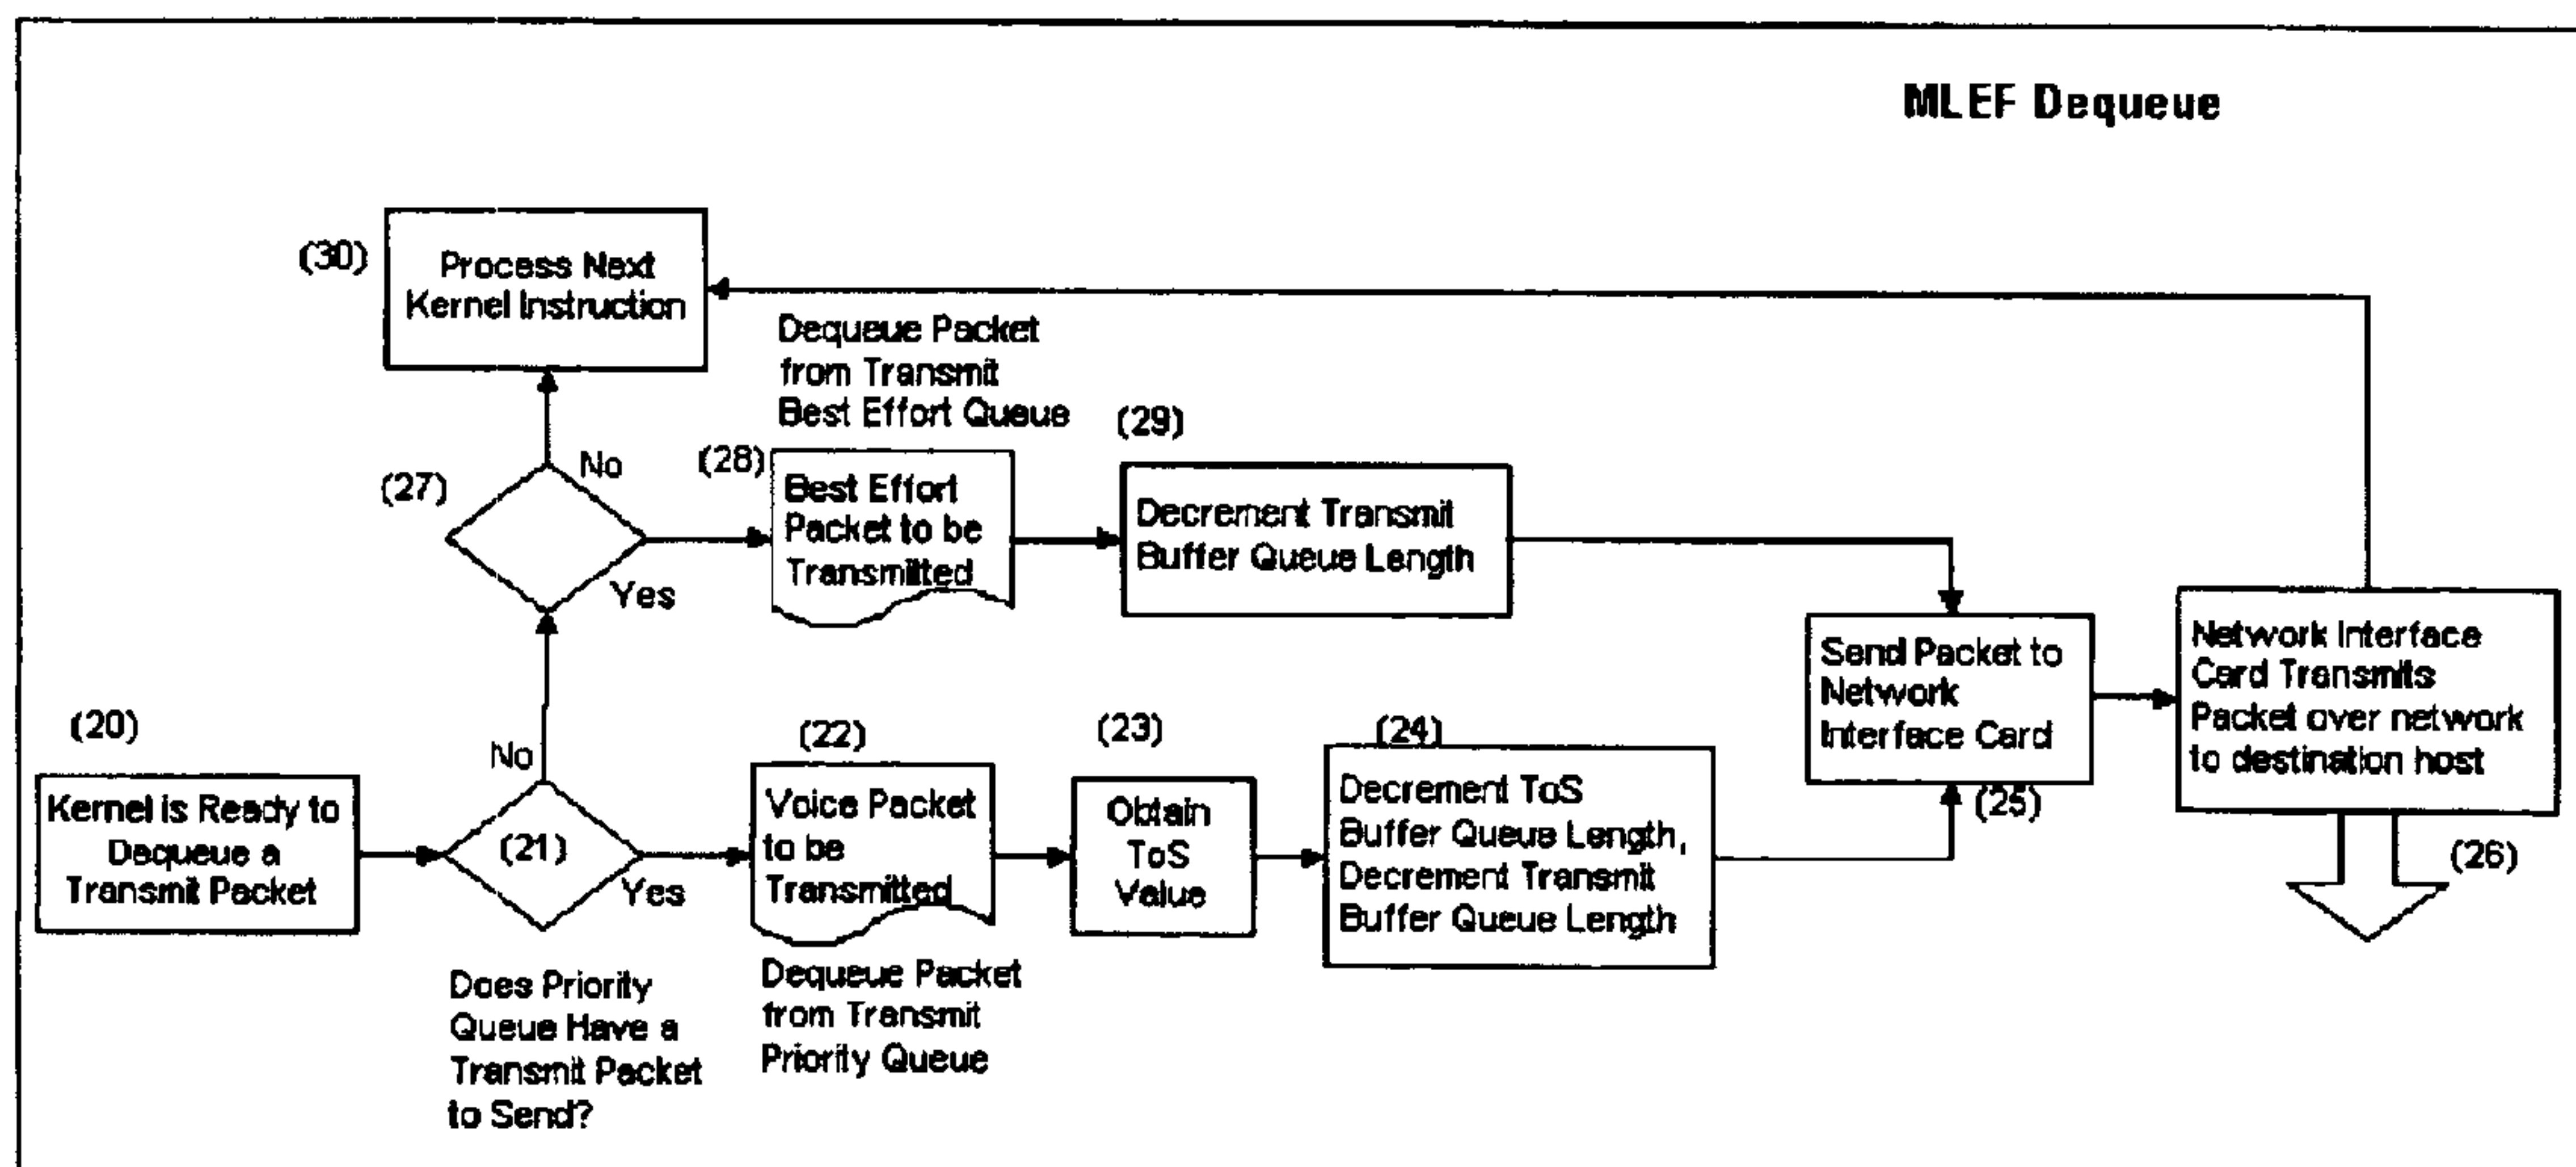 MLEF Dequeue
(30)
Process Next
Kernel Instruction
Dequeue Packet
from Transmit
Best Effort Queue
(27)
No
Yes
(28)
Best Effort
Packet to be
Transmitted
(29)
Decrement Transmit
Buffer Queue Length
Send Packet to
Network
Interface Card
(25)
Network Interface
Card Transmits
Packet over network
to destination host
(26)
(20)
Kernel is Ready to
Dequeue a
Transmit Packet
No
(21)
Yes
Does Priority
Queue Have a
Transmit Packet
to Send?
(22)
Voice Packet
to be
Transmitted
Dequeue Packet
from Transmit
Priority Queue
(23)
Obtain
ToS
Value
(24)
Decrement ToS
Buffer Queue Length,
Decrement Transmit
Buffer Queue Length